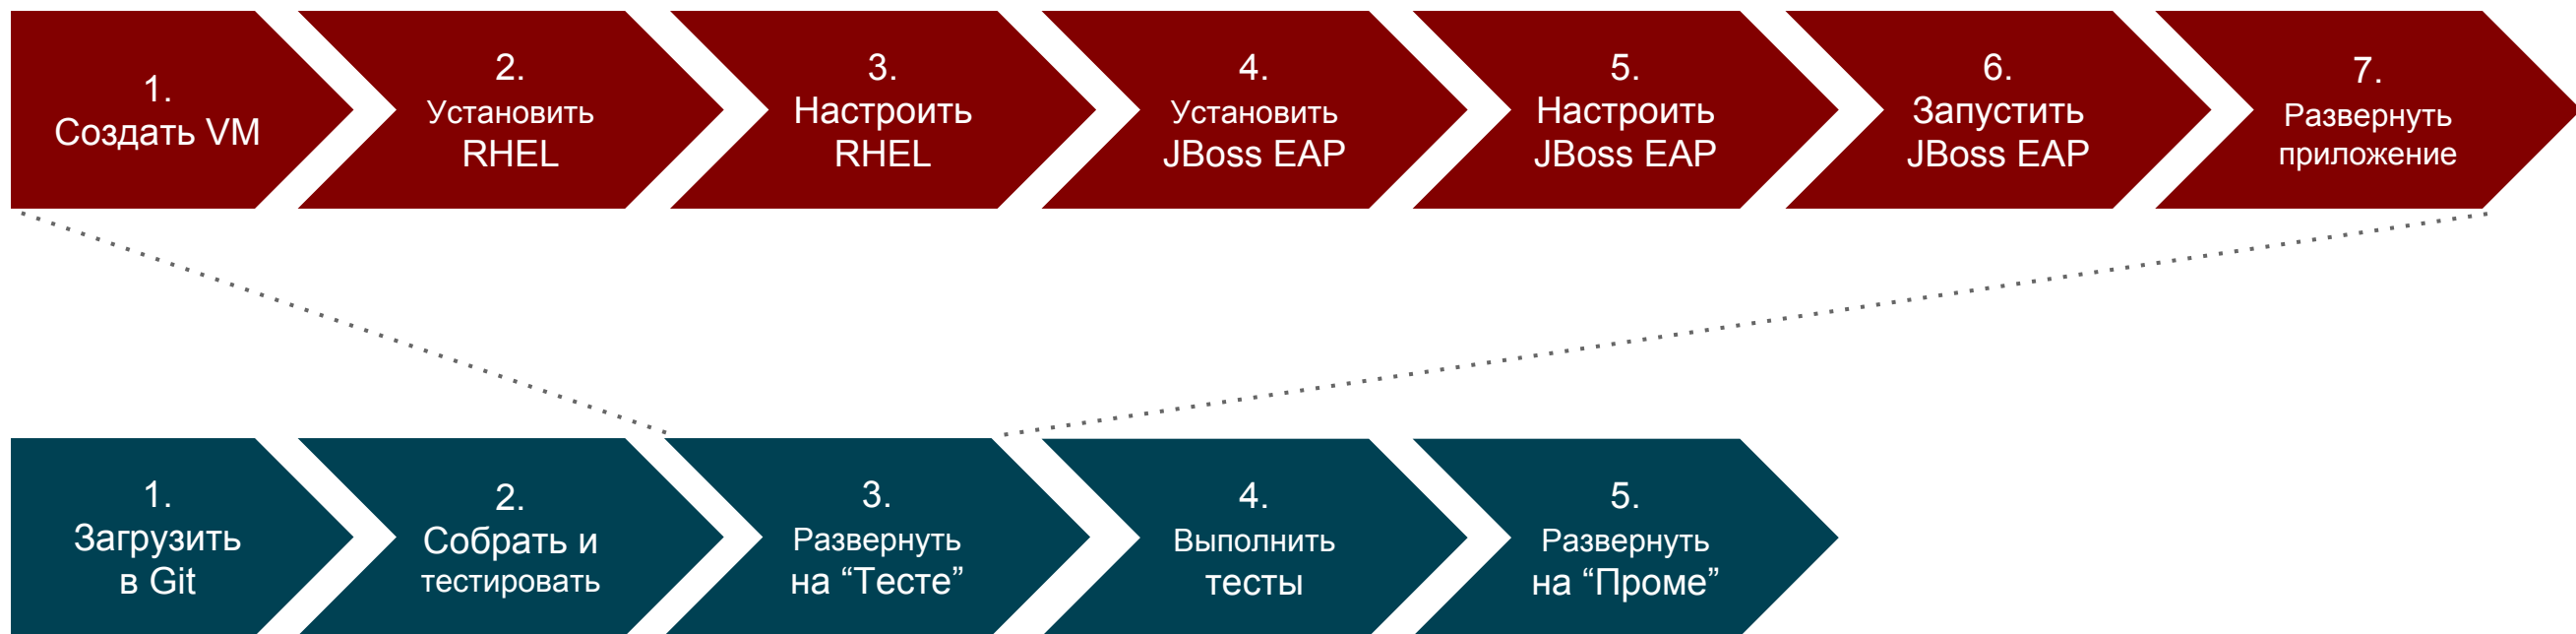 1.
Создать VM
2.
Установить
RHEL
3.
Настроить
RHEL
4.
Установить
JBoss EAP
5.
Настроить
JBoss EAP
6.
Запустить
JBoss EAP
7.
Развернуть
приложение
1.
Загрузить
в Git
2.
Собрать и
тестировать
3.
Развернуть
на “Тесте”
4.
Выполнить
тесты
5.
Развернуть
на “Проме”